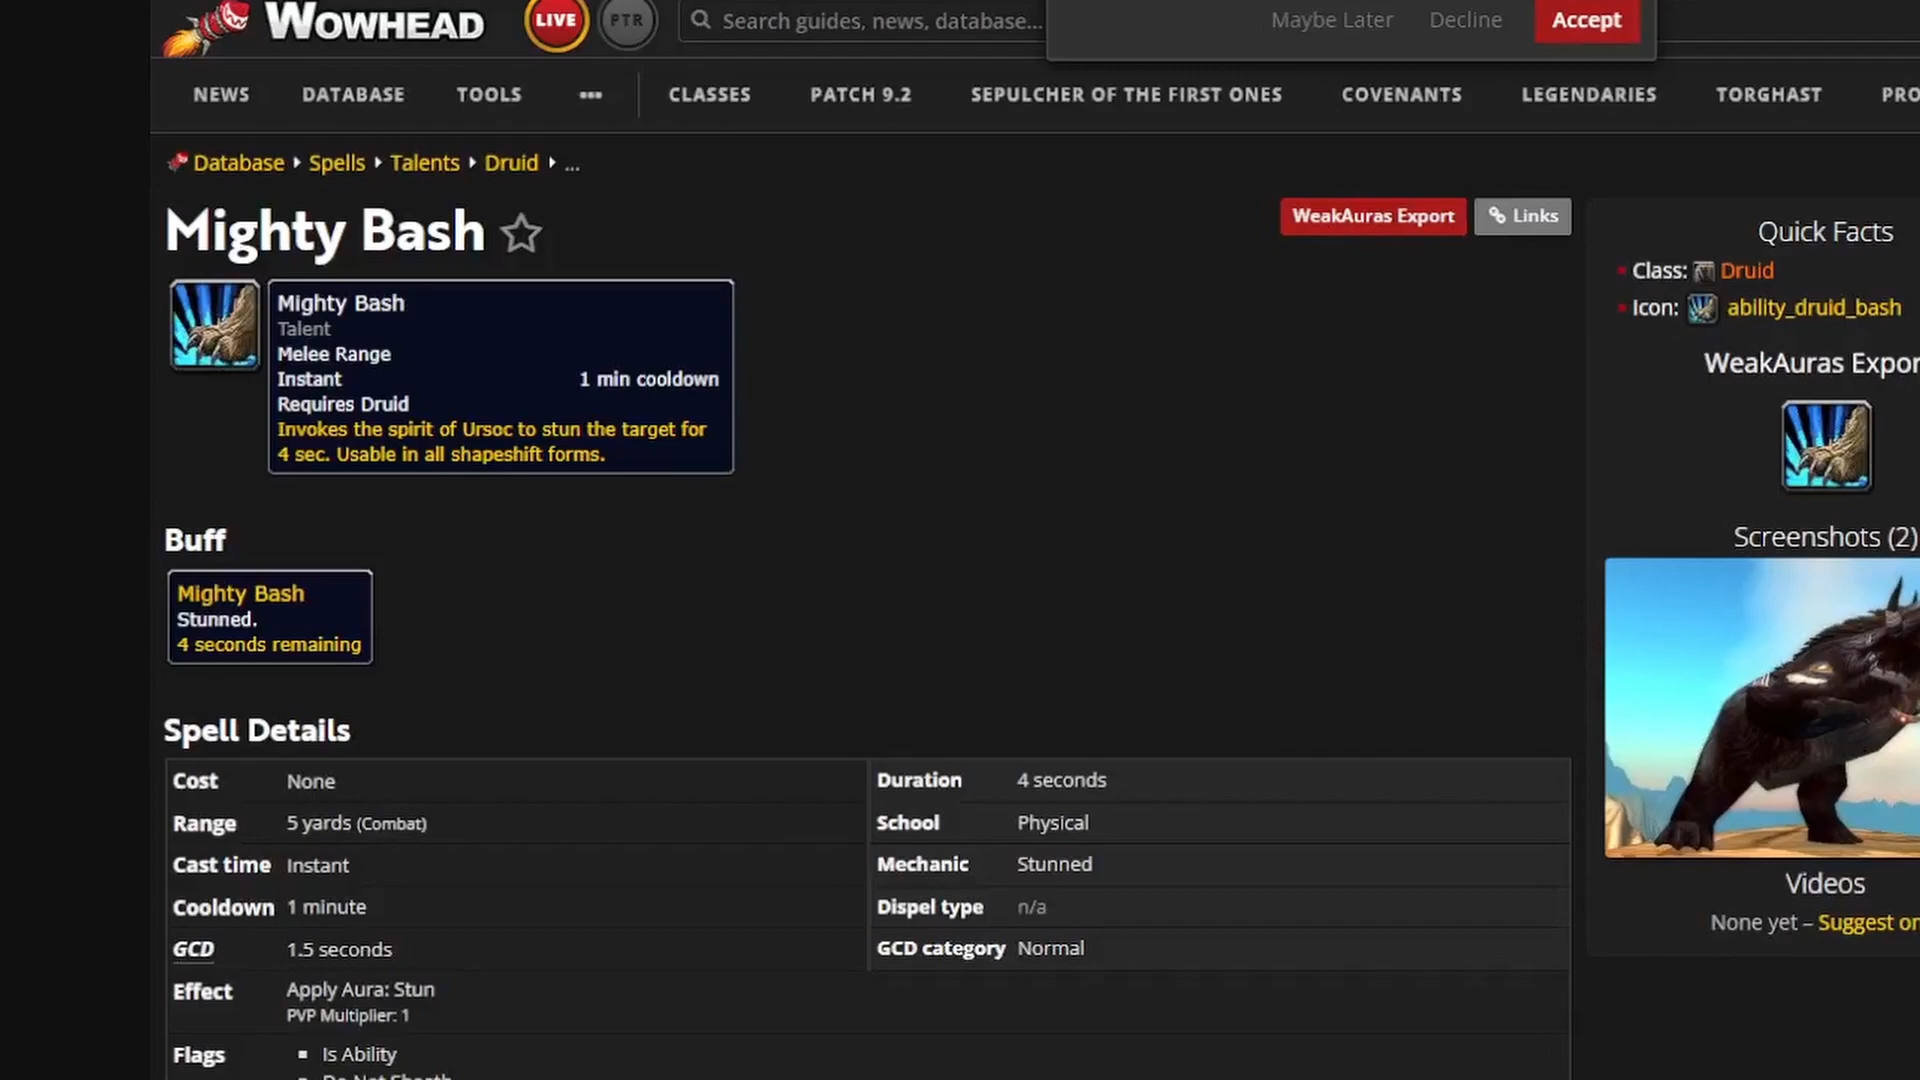 WOWHEAD
LIVE
PTR
Search guides, news, database...
Maybe Later
Decline
Accept
NEWS
DATABASE
TOOLS
•••
CLASSES
PATCH 9.2
SEPULCHER OF THE FIRST ONES
COVENANTS
LEGENDARIES
TORGHAST
PRO
Database ▸ Spells ▸ Talents ▸ Druid ▸ ...
Mighty Bash
WeakAuras Export
Links
Mighty Bash
Talent
Melee Range
Instant 1 min cooldown
Requires Druid
Invokes the spirit of Ursoc to stun the target for
4 sec. Usable in all shapeshift forms.
Buff
Mighty Bash
Stunned.
4 seconds remaining
Spell Details
Cost None
Duration 4 seconds
Range 5 yards (Combat)
School Physical
Cast time Instant
Mechanic Stunned
Cooldown 1 minute
Dispel type n/a
GCD 1.5 seconds
GCD category Normal
Effect Apply Aura: Stun
PVP Multiplier: 1
Flags
Is Ability
Quick Facts
Class: Druid
Icon: ability_druid_bash
WeakAuras Expor
Screenshots (2)
Videos
None yet – Suggest on